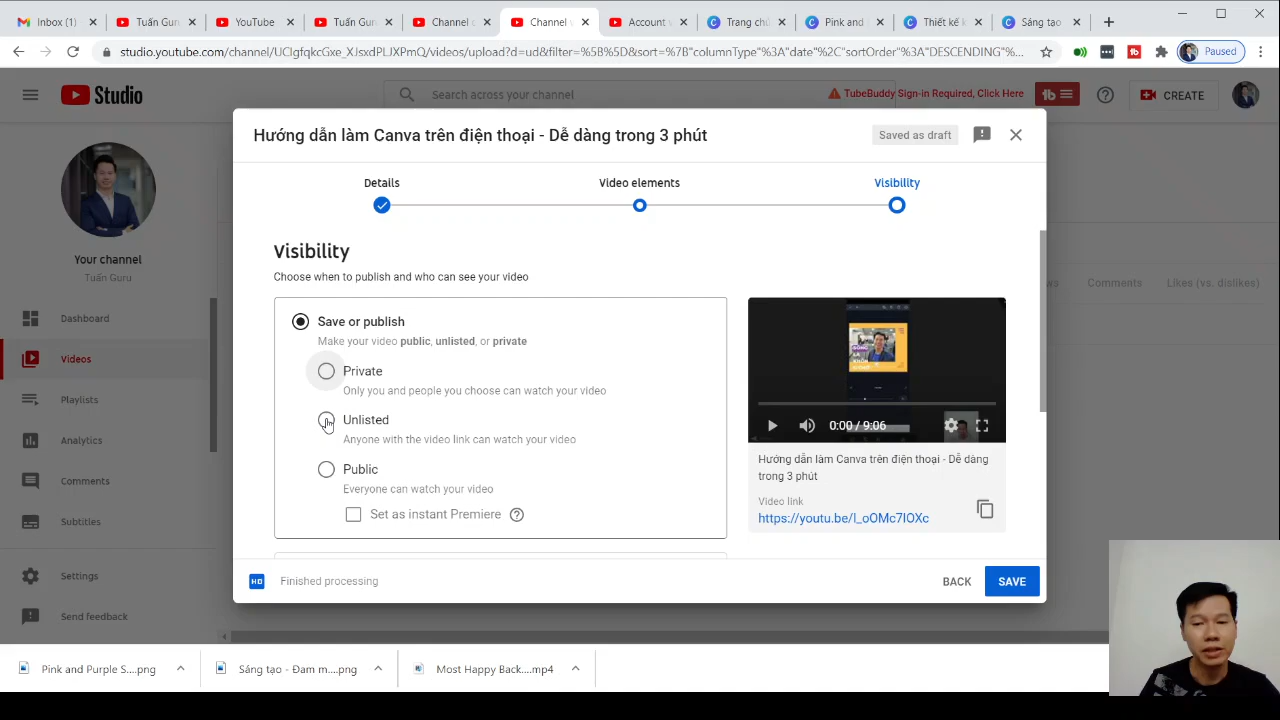 Inbox (1)
Tuấn Gur
YouTube
Tuấn Gur
Channel c
Channel v
Account v
Trang chủ
Pink and
Thiết kế k
Sáng tạo
studio.youtube.com/channel/UCIgfqkcGxe_XJsxdPLJXPmQ/videos/upload?d=ud&filter=%5B%5D&sort=%7B"columnType"%3A"date"%2C"sortOrder"%3A"DESCENDING"%...
Paused
Studio
Search across your channel
TubeBuddy Sign-in Required, Click Here
CREATE
Hướng dẫn làm Canva trên điện thoại - Dễ dàng trong 3 phút
Saved as draft
Details
Video elements
Visibility
Your channel
Tuấn Guru
Dashboard
Videos
Playlists
Analytics
Comments
Subtitles
Settings
Send feedback
Visibility
Choose when to publish and who can see your video
Save or publish
Make your video public, unlisted, or private
Private
Only you and people you choose can watch your video
Unlisted
Anyone with the video link can watch your video
Public
Everyone can watch your video
Set as instant Premiere
0:00 / 9:06
Hướng dẫn làm Canva trên điện thoại - Dễ dàng
trong 3 phút
Video link
https://youtu.be/I_oOMc7IOXc
Comments
Likes (vs. dislikes)
HD
Finished processing
BACK
SAVE
Pink and Purple S....png
Sáng tạo - Đam m....png
Most Happy Back....mp4